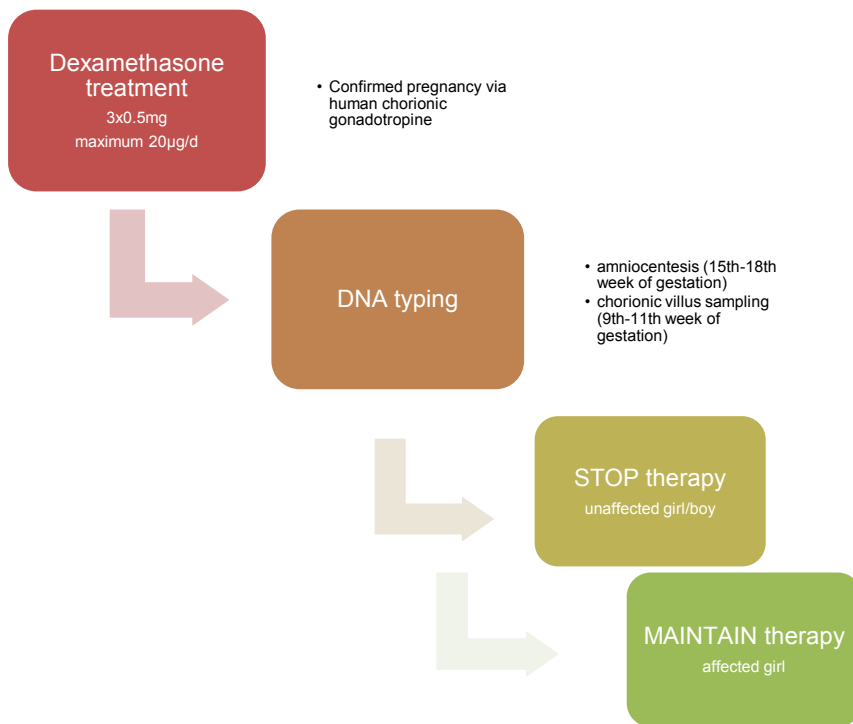 Dexamethasone
treatment
3x0.5mg
maximum 20µg/d
• Confirmed pregnancy via
human chorionic
gonadotropine
DNA typing
• amniocentesis (15th-18th
week of gestation)
• chorionic villus sampling
(9th-11th week of
gestation)
STOP therapy
unaffected girl/boy
MAINTAIN therapy
affected girl